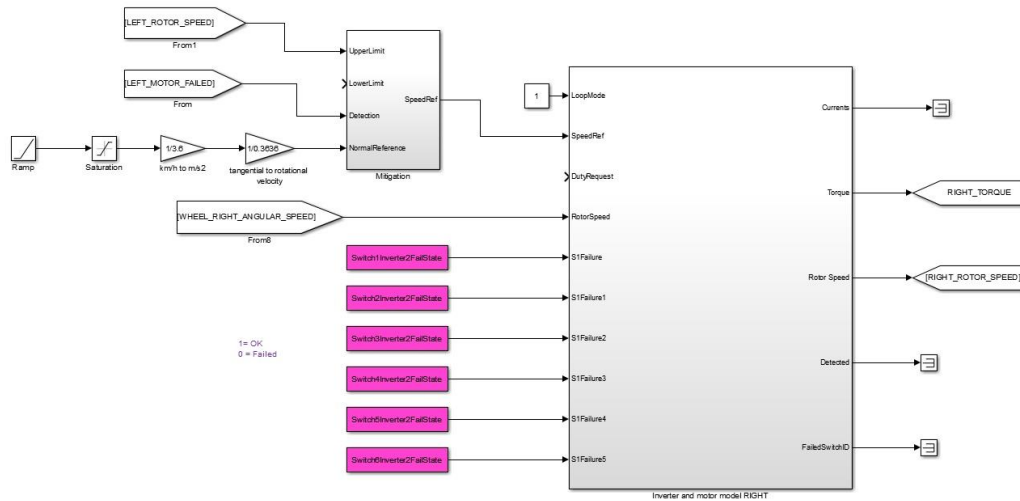 [LEFT_ROTOR_SPEED]
From1
[LEFT_MOTOR_FAILED]
From
UpperLimit
LowerLimit
Detection
NormalReference
SpeedRef
Mitigation
Ramp
Saturation
1/3.6
km/h to m/s2
1/0.3636
tangential to rotational
velocity
[WHEEL_RIGHT_ANGULAR_SPEED]
From8
1
Switch1Inverter2FailState
Switch2Inverter2FailState
Switch3Inverter2FailState
Switch4Inverter2FailState
Switch5Inverter2FailState
Switch6Inverter2FailState
1= OK
0 = Failed
LoopMode
SpeedRef
DutyRequest
RotorSpeed
S1Failure
S1Failure1
S1Failure2
S1Failure3
S1Failure4
S1Failure5
Currents
Torque
Rotor Speed
Detected
FailedSwitchID
Inverter and motor model RIGHT
RIGHT_TORQUE
[RIGHT_ROTOR_SPEED]